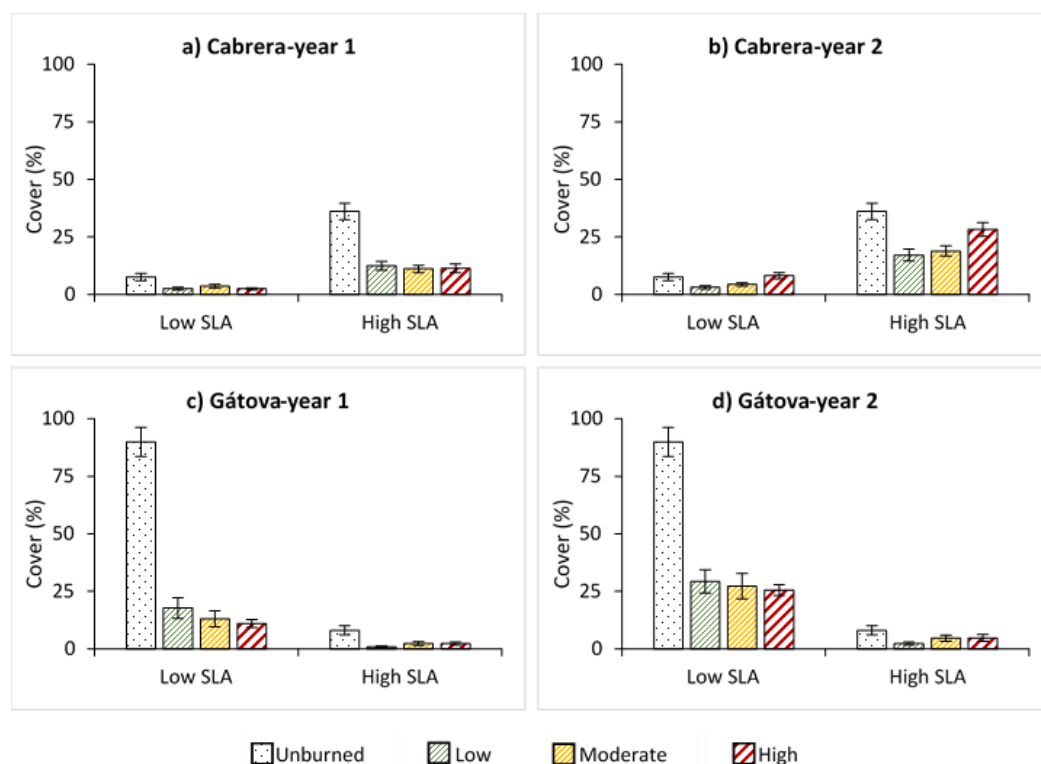 a) Cabrera-year 1
100
75
50
25
0
Cover (%)
Low SLA High SLA
b) Cabrera-year 2
100
75
50
25
0
Cover (%)
Low SLA High SLA
c) Gátova-year 1
100
75
50
25
0
Cover (%)
Low SLA High SLA
d) Gátova-year 2
100
75
50
25
0
Cover (%)
Low SLA High SLA
Unburned Low Moderate High